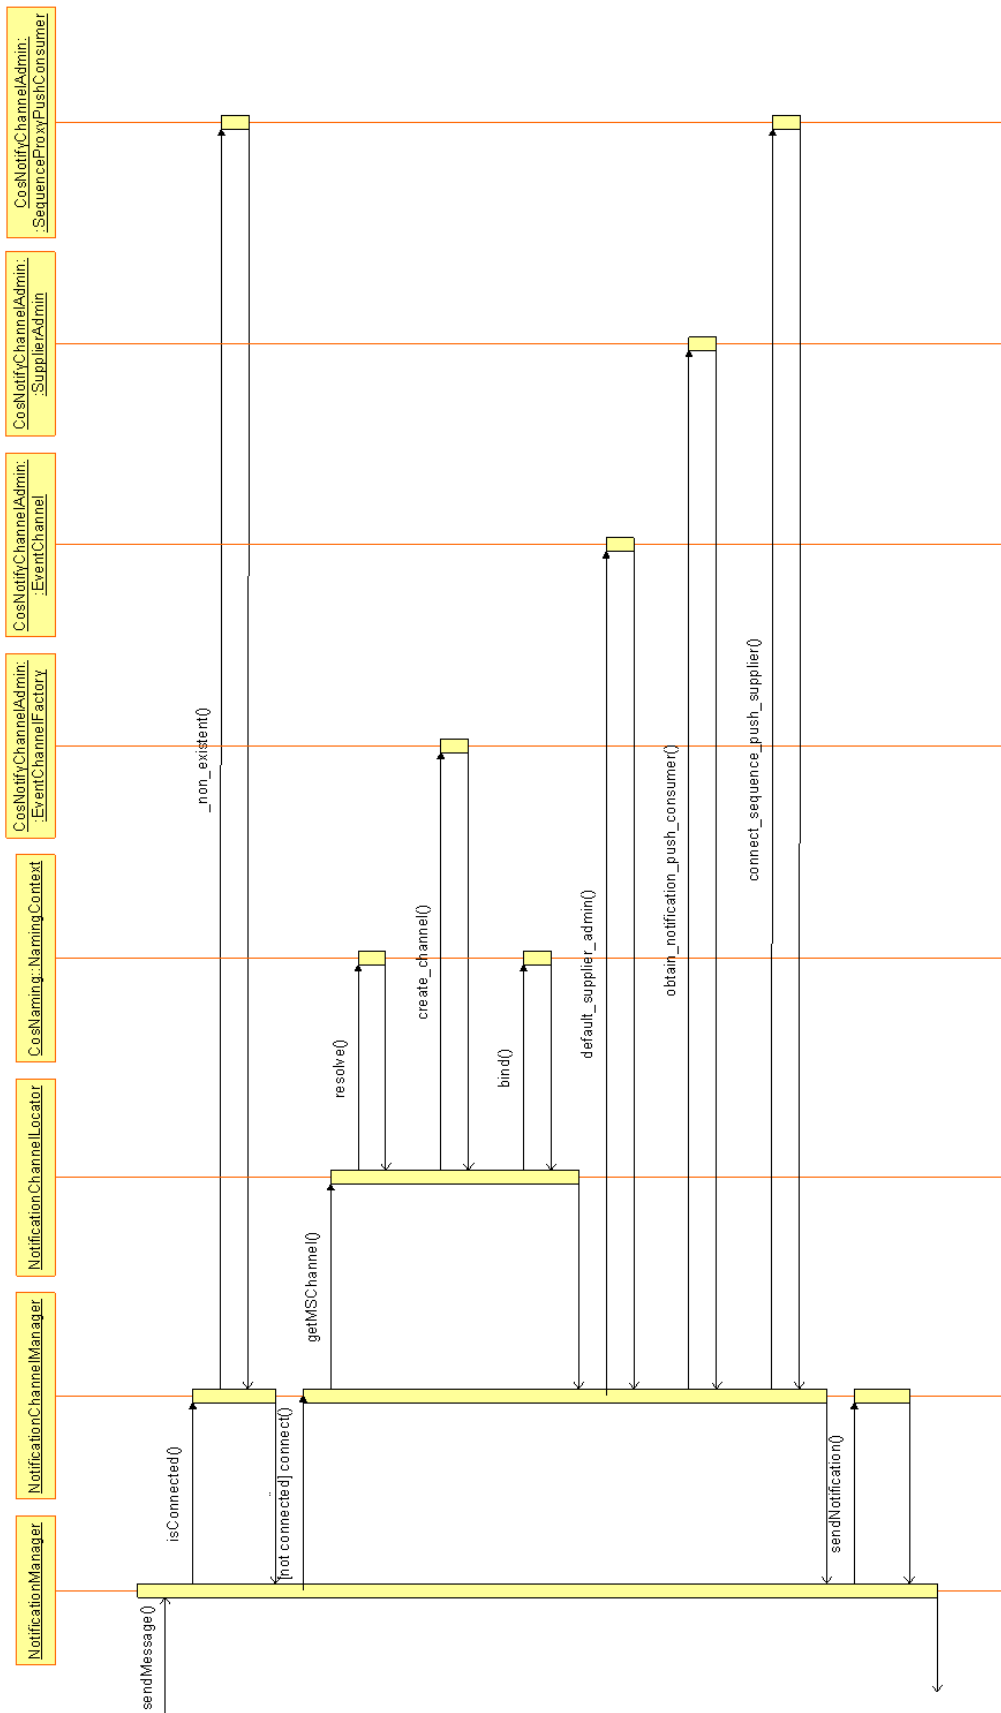 NotificationManager
NotificationChannelManager
NotificationChannelLocator
CosNaming::NamingContext
CosNotifyChannelAdmin:
:EventChannelFactory
CosNotifyChannelAdmin:
:EventChannel
CosNotifyChannelAdmin:
:SupplierAdmin
CosNotifyChannelAdmin:
:SequenceProxyPushConsumer
sendMessage()
isConnected()
_non_existent()
[not connected] connect()
getMSChannel()
resolve()
create_channel()
bind()
default_supplier_admin()
obtain_notification_push_consumer()
connect_sequence_push_supplier()
sendNotification()